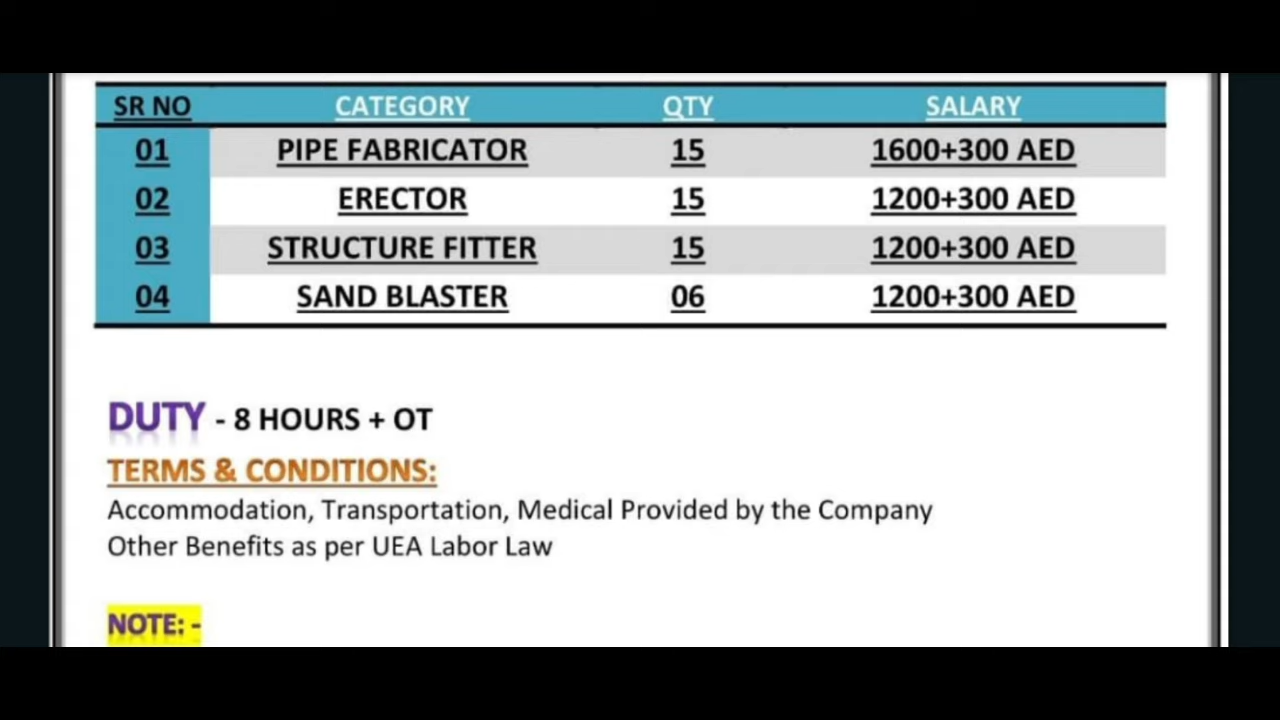 SR NO CATEGORY QTY SALARY
01 PIPE FABRICATOR 15 1600+300 AED
02 ERECTOR 15 1200+300 AED
03 STRUCTURE FITTER 15 1200+300 AED
04 SAND BLASTER 06 1200+300 AED
DUTY - 8 HOURS + OT
TERMS & CONDITIONS:
Accommodation, Transportation, Medical Provided by the Company
Other Benefits as per UEA Labor Law
NOTE: -